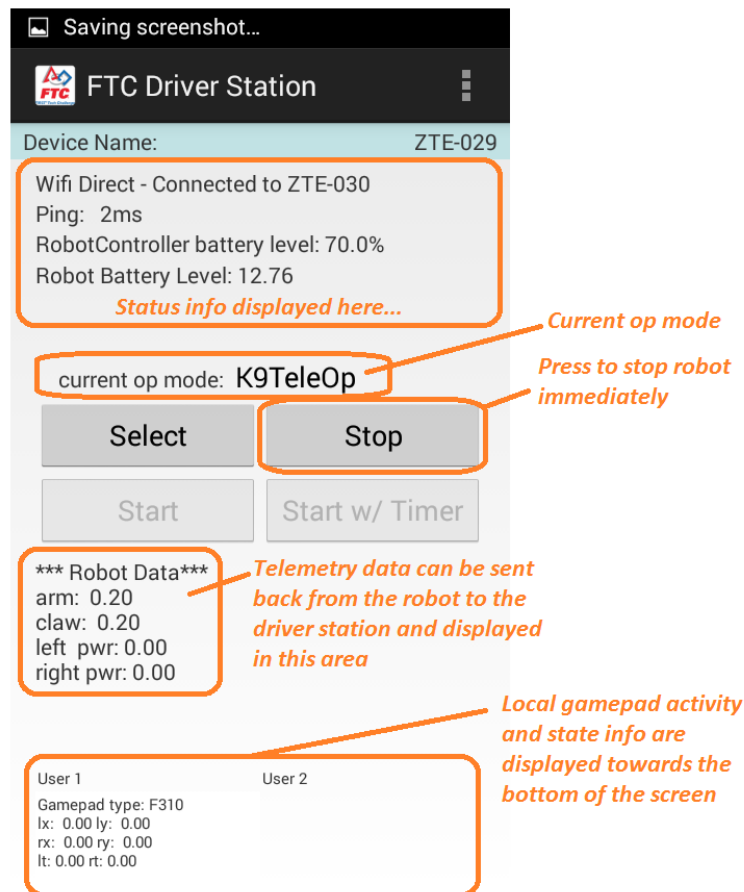 Saving screenshot...
FTC
FTC Driver Station
Device Name: ZTE-029
Wifi Direct - Connected to ZTE-030
Ping: 2ms
RobotController battery level: 70.0%
Robot Battery Level: 12.76
Status info displayed here...
Current op mode
current op mode: K9TeleOp
Press to stop robot
immediately
Select
Stop
Start
Start w/ Timer
*** Robot Data***
arm: 0.20
claw: 0.20
left pwr: 0.00
right pwr: 0.00
Telemetry data can be sent
back from the robot to the
driver station and displayed
in this area
Local gamepad activity
and state info are
displayed towards the
bottom of the screen
User 1
Gamepad type: F310
lx: 0.00 ly: 0.00
rx: 0.00 ry: 0.00
lt: 0.00 rt: 0.00
User 2